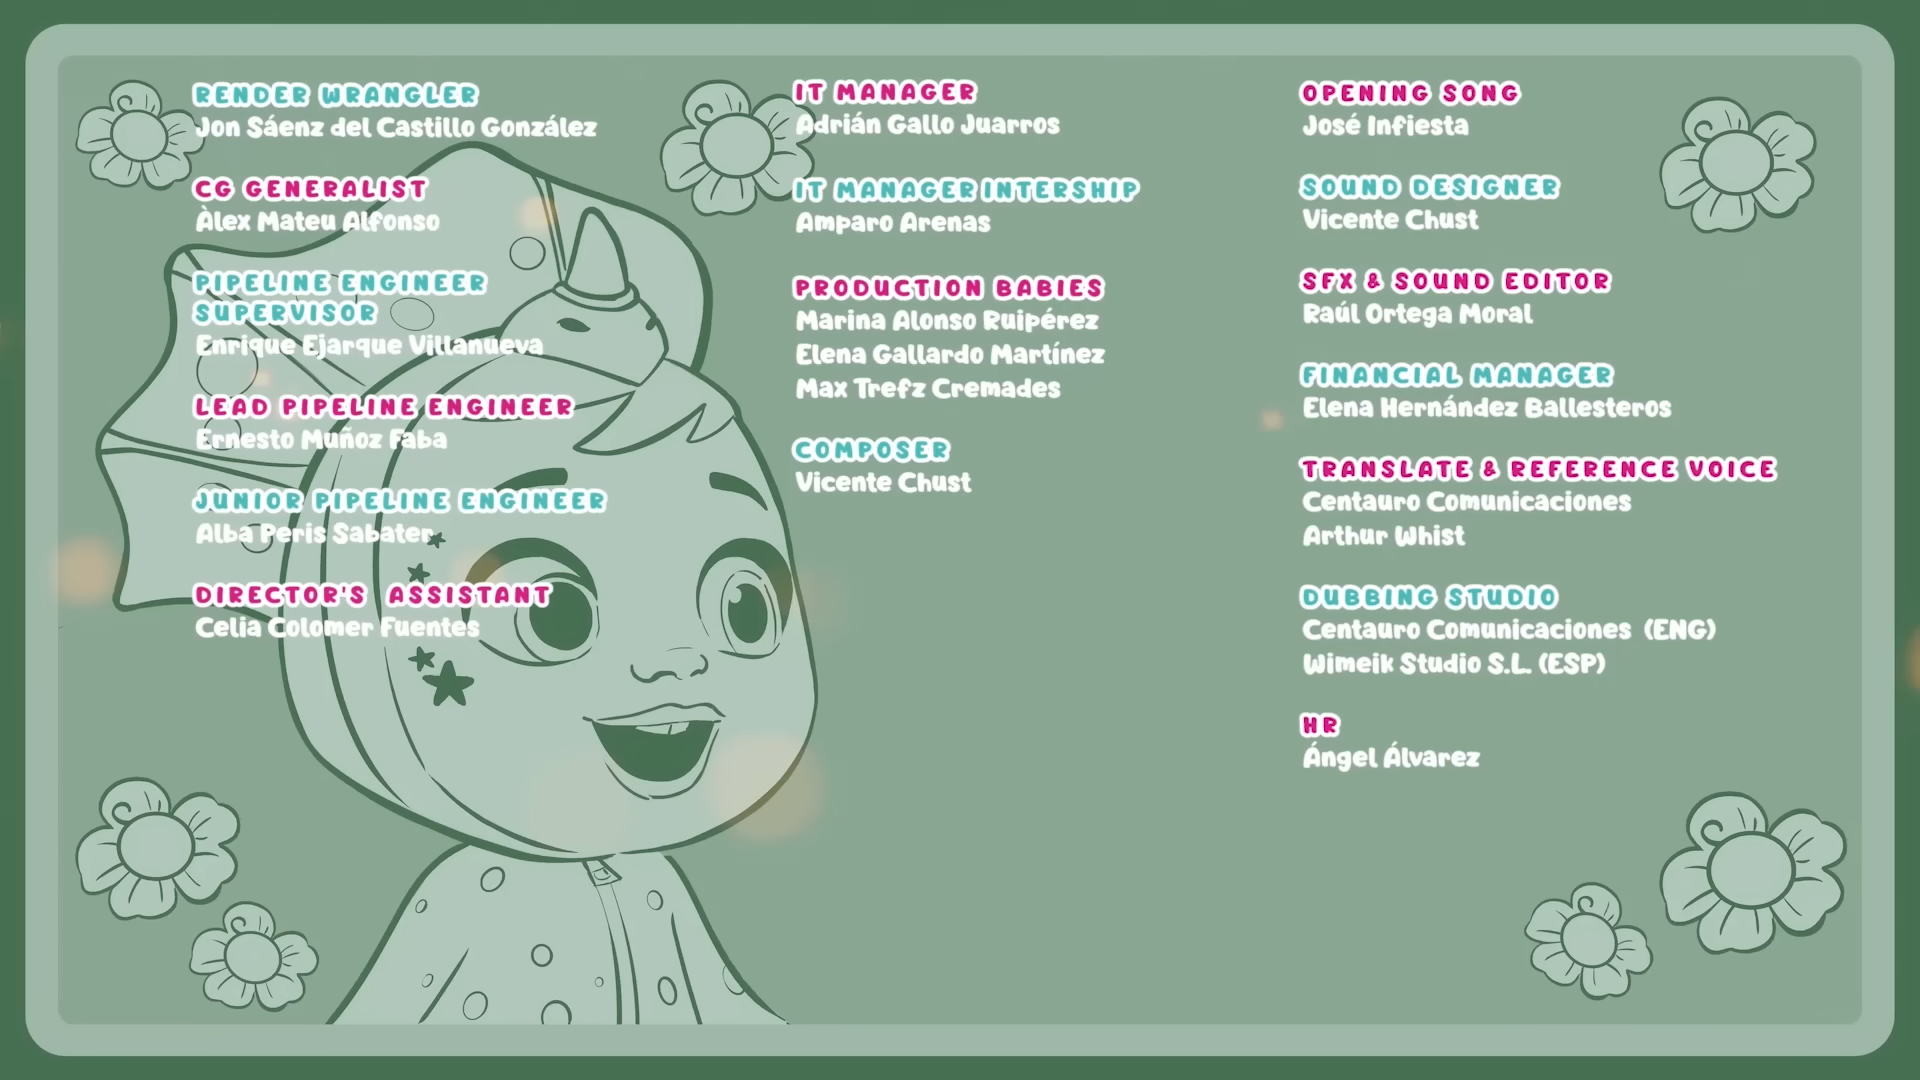 RENDER WRANGLER
Jon Sáenz del Castillo González
CG GENERALIST
Àlex Mateu Alfonso
PIPELINE ENGINEER
SUPERVISOR
Enrique Ejarque Villanueva
LEAD PIPELINE ENGINEER
Ernesto Muñoz Faba
JUNIOR PIPELINE ENGINEER
Alba Peris Sabater
DIRECTOR'S ASSISTANT
Celia Colomer Fuentes
IT MANAGER
Adrián Gallo Juarros
IT MANAGER INTERSHIP
Amparo Arenas
PRODUCTION BABIES
Marina Alonso Ruipérez
Elena Gallardo Martínez
Max Trefz Cremades
COMPOSER
Vicente Chust
OPENING SONG
José Infiesta
SOUND DESIGNER
Vicente Chust
SFX & SOUND EDITOR
Raúl Ortega Moral
FINANCIAL MANAGER
Elena Hernández Ballesteros
TRANSLATE & REFERENCE VOICE
Centauro Comunicaciones
Arthur Whist
DUBBING STUDIO
Centauro Comunicaciones (ENG)
Wimeik Studio S.L. (ESP)
HR
Ángel Álvarez